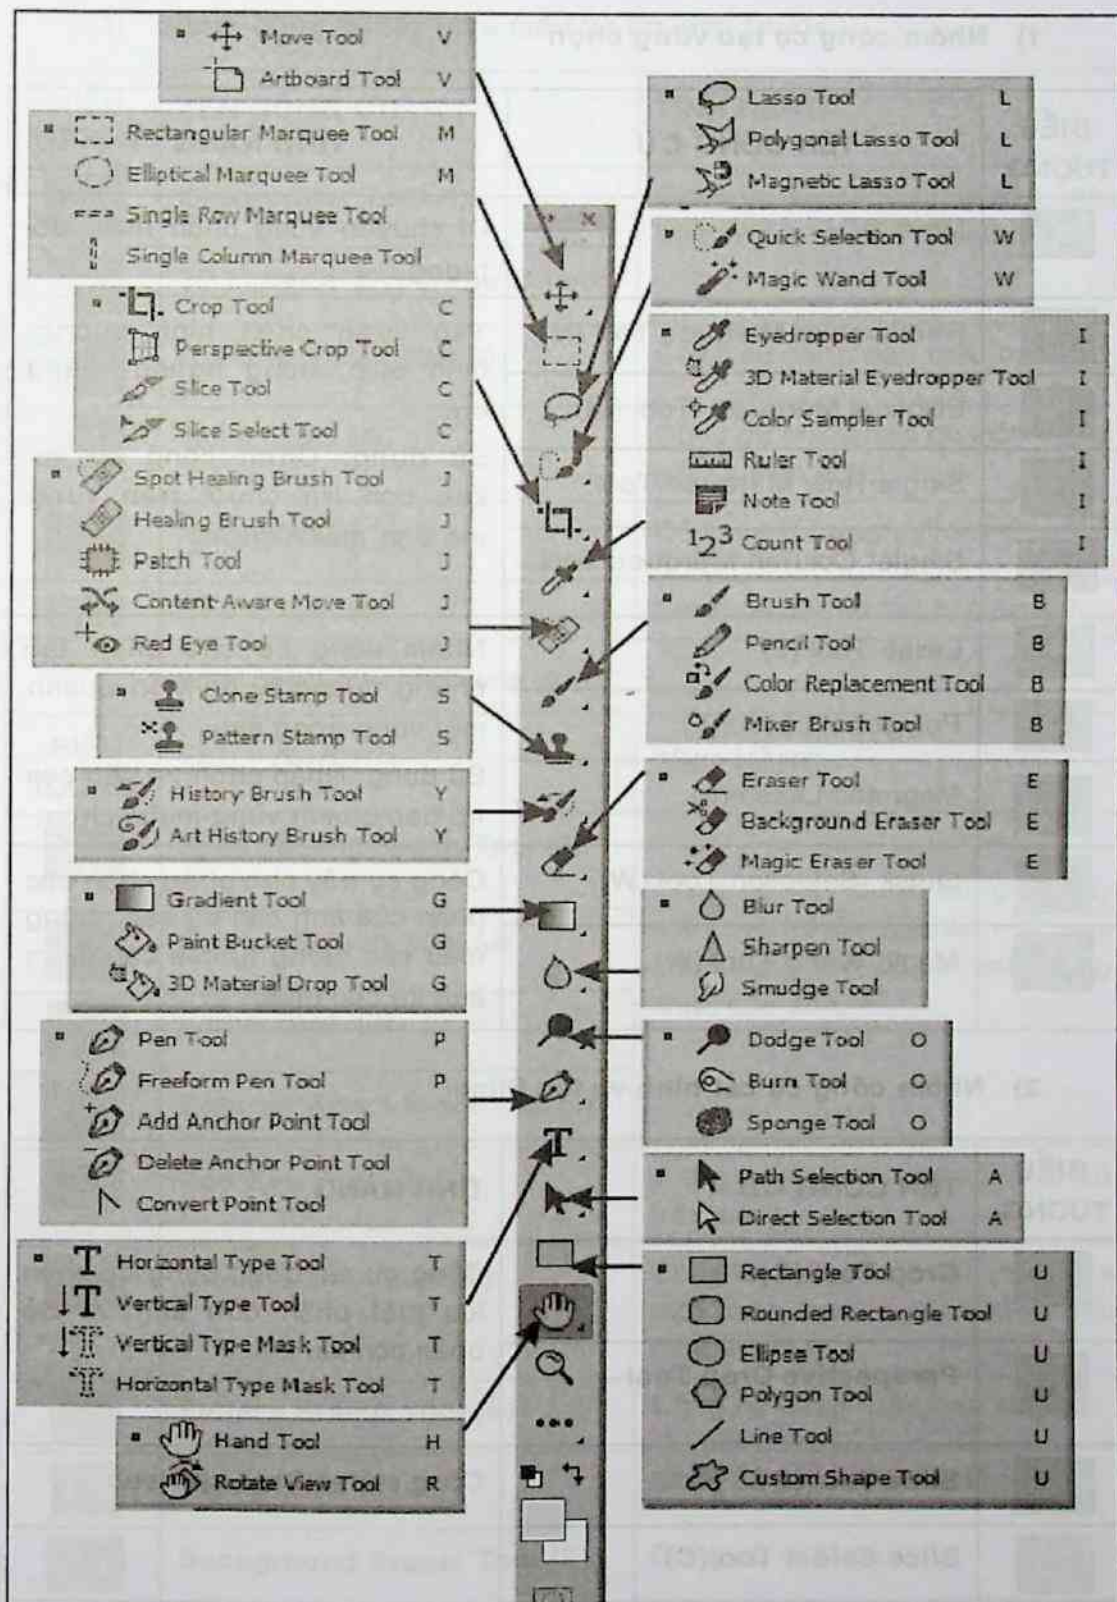 Move Tool V
Artboard Tool V
Rectangular Marquee Tool M
Elliptical Marquee Tool M
Single Row Marquee Tool
Single Column Marquee Tool
Crop Tool C
Perspective Crop Tool C
Slice Tool C
Slice Select Tool C
Spot Healing Brush Tool J
Healing Brush Tool J
Patch Tool J
Content-Aware Move Tool J
Red Eye Tool J
Clone Stamp Tool S
Pattern Stamp Tool S
History Brush Tool Y
Art History Brush Tool Y
Gradient Tool G
Paint Bucket Tool G
3D Material Drop Tool G
Pen Tool P
Freeform Pen Tool P
Add Anchor Point Tool
Delete Anchor Point Tool
Convert Point Tool
T Horizontal Type Tool T
T Vertical Type Tool T
T Vertical Type Mask Tool T
T Horizontal Type Mask Tool T
Hand Tool H
Rotate View Tool R
T
Lasso Tool L
Polygonal Lasso Tool L
Magnetic Lasso Tool L
Quick Selection Tool W
Magic Wand Tool W
Eyedropper Tool I
3D Material Eyedropper Tool I
Color Sampler Tool I
Ruler Tool I
Note Tool I
123 Count Tool I
Brush Tool B
Pencil Tool B
Color Replacement Tool B
Mixer Brush Tool B
Eraser Tool E
Background Eraser Tool E
Magic Eraser Tool E
Blur Tool
Sharpen Tool
Smudge Tool
Dodge Tool O
Burn Tool O
Sponge Tool O
Path Selection Tool A
Direct Selection Tool A
Rectangle Tool U
Rounded Rectangle Tool U
Ellipse Tool U
Polygon Tool U
Line Tool U
Custom Shape Tool U